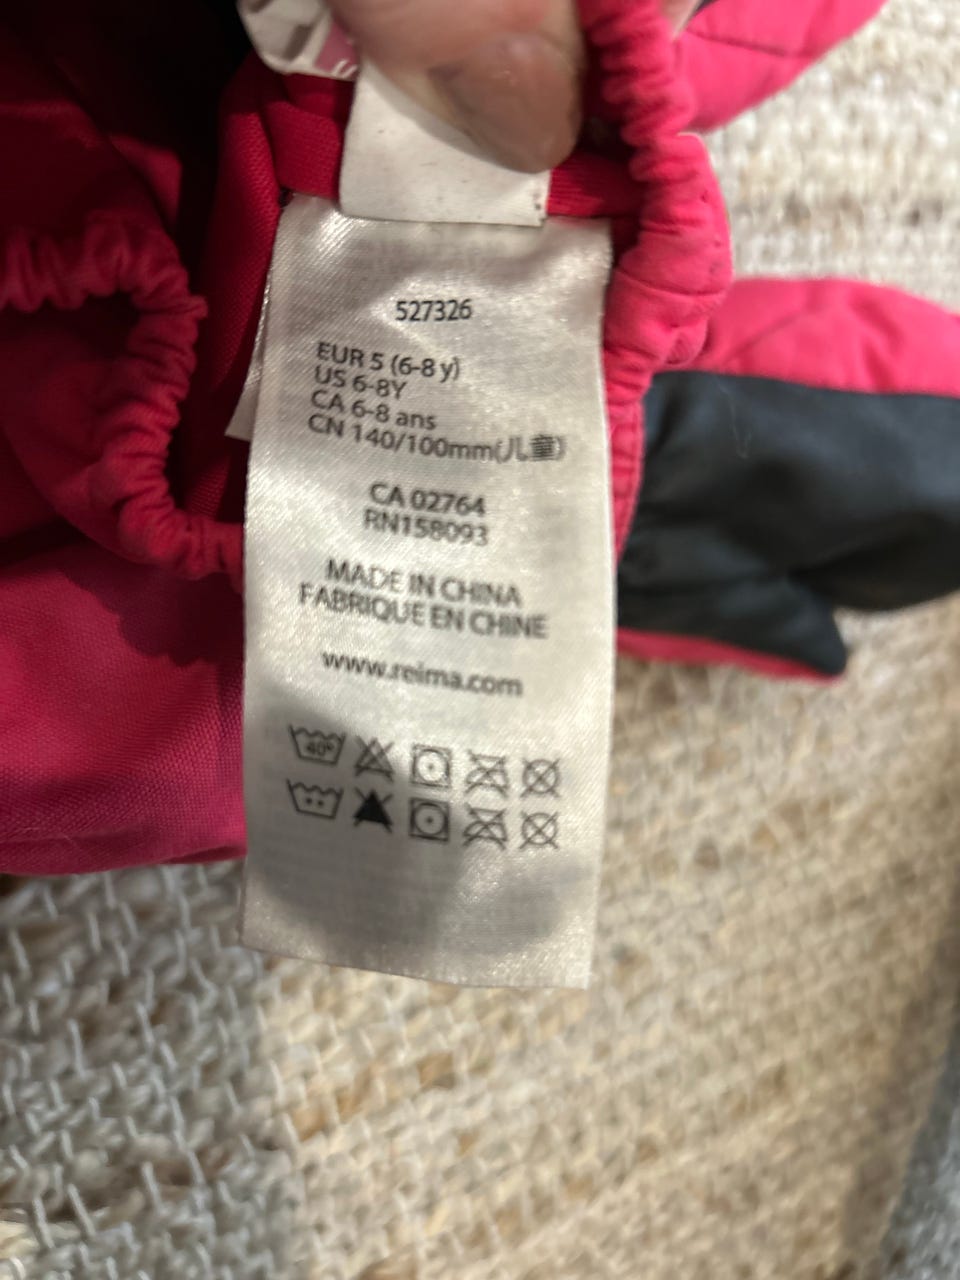 527326
EUR 5 (6-8 y)
US 6-8Y
CA 6-8 ans
CN 140/100mm(儿童)
CA 02764
RN158093
MADE IN CHINA
FABRIQUE EN CHINE
www.reima.com
40°